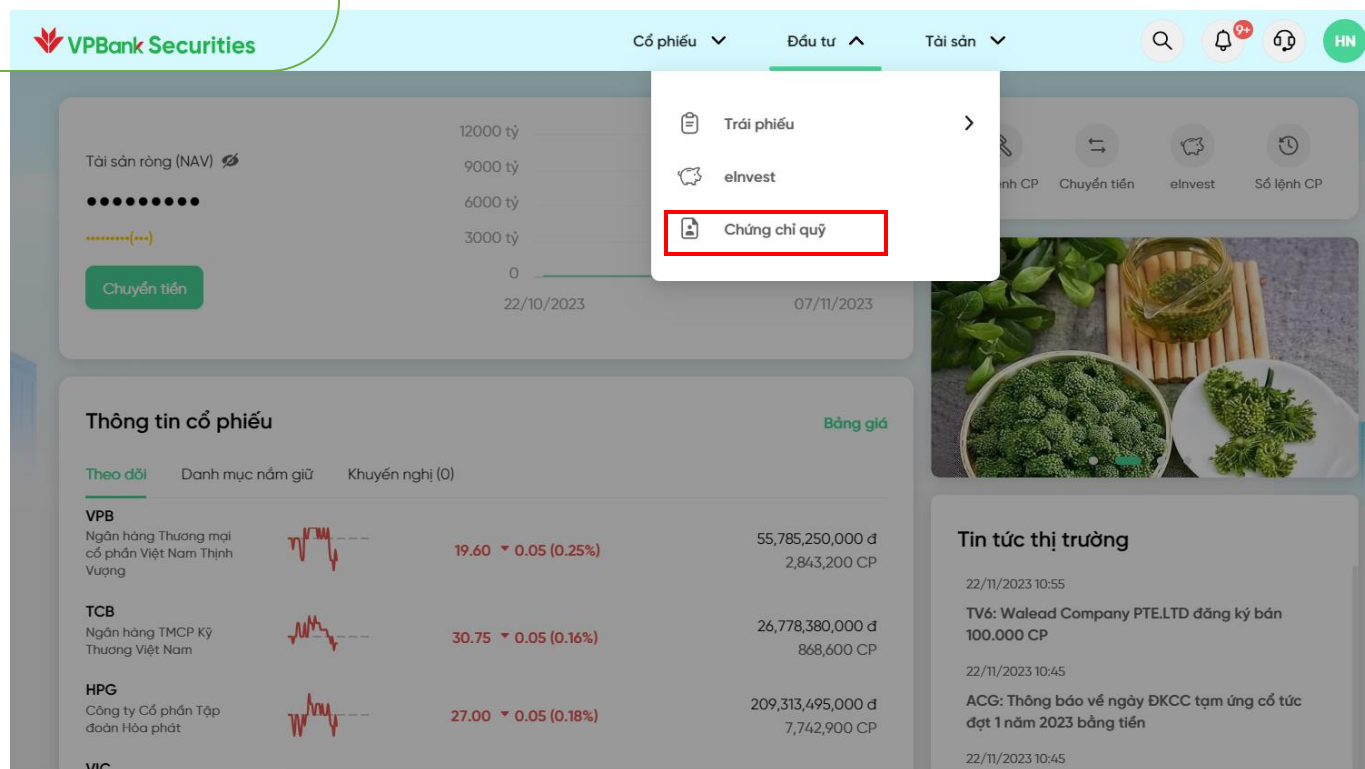 VPBank Securities
Cổ phiếu
Đầu tư
Tài sản
9+
HN
Trái phiếu
eInvest
Chứng chỉ quỹ
Tài sản ròng (NAV)
Chuyển tiền
12000 tỷ
9000 tỷ
6000 tỷ
3000 tỷ
0
22/10/2023
07/11/2023
nh CP
Chuyển tiền
eInvest
Sổ lệnh CP
Thông tin cổ phiếu
Bảng giá
Theo dõi
Danh mục nắm giữ
Khuyến nghị (0)
VPB
Ngân hàng Thương mại
cổ phần Việt Nam Thịnh
Vượng
19.60 ▼ 0.05 (0.25%)
55,785,250,000 đ
2,843,200 CP
TCB
Ngân hàng TMCP Kỹ
Thương Việt Nam
30.75 ▼ 0.05 (0.16%)
26,778,380,000 đ
868,600 CP
HPG
Công ty Cổ phần Tập
đoàn Hòa phát
27.00 ▼ 0.05 (0.18%)
209,313,495,000 đ
7,742,900 CP
VIC
Tin tức thị trường
22/11/2023 10:55
TV6: Walead Company PTE.LTD đăng ký bán
100.000 CP
22/11/2023 10:45
ACG: Thông báo về ngày ĐKCC tạm ứng cổ tức
đợt 1 năm 2023 bằng tiền
22/11/2023 10:45